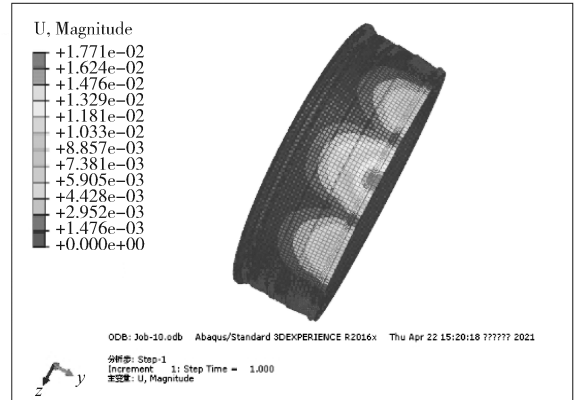 U, Magnitude
+1.771e-02
+1.624e-02
+1.476e-02
+1.329e-02
+1.181e-02
+1.033e-02
+8.857e-03
+7.381e-03
+5.905e-03
+4.428e-03
+2.952e-03
+1.476e-03
+0.000e+00
ODB: Job-10.odb Abaqus/Standard 3DEXPERIENCE R2016x Thu Apr 22 15:20:18 ?????? 2021
分析步: Step-1
Increment 1: Step Time = 1.000
主变量: U, Magnitude
z y